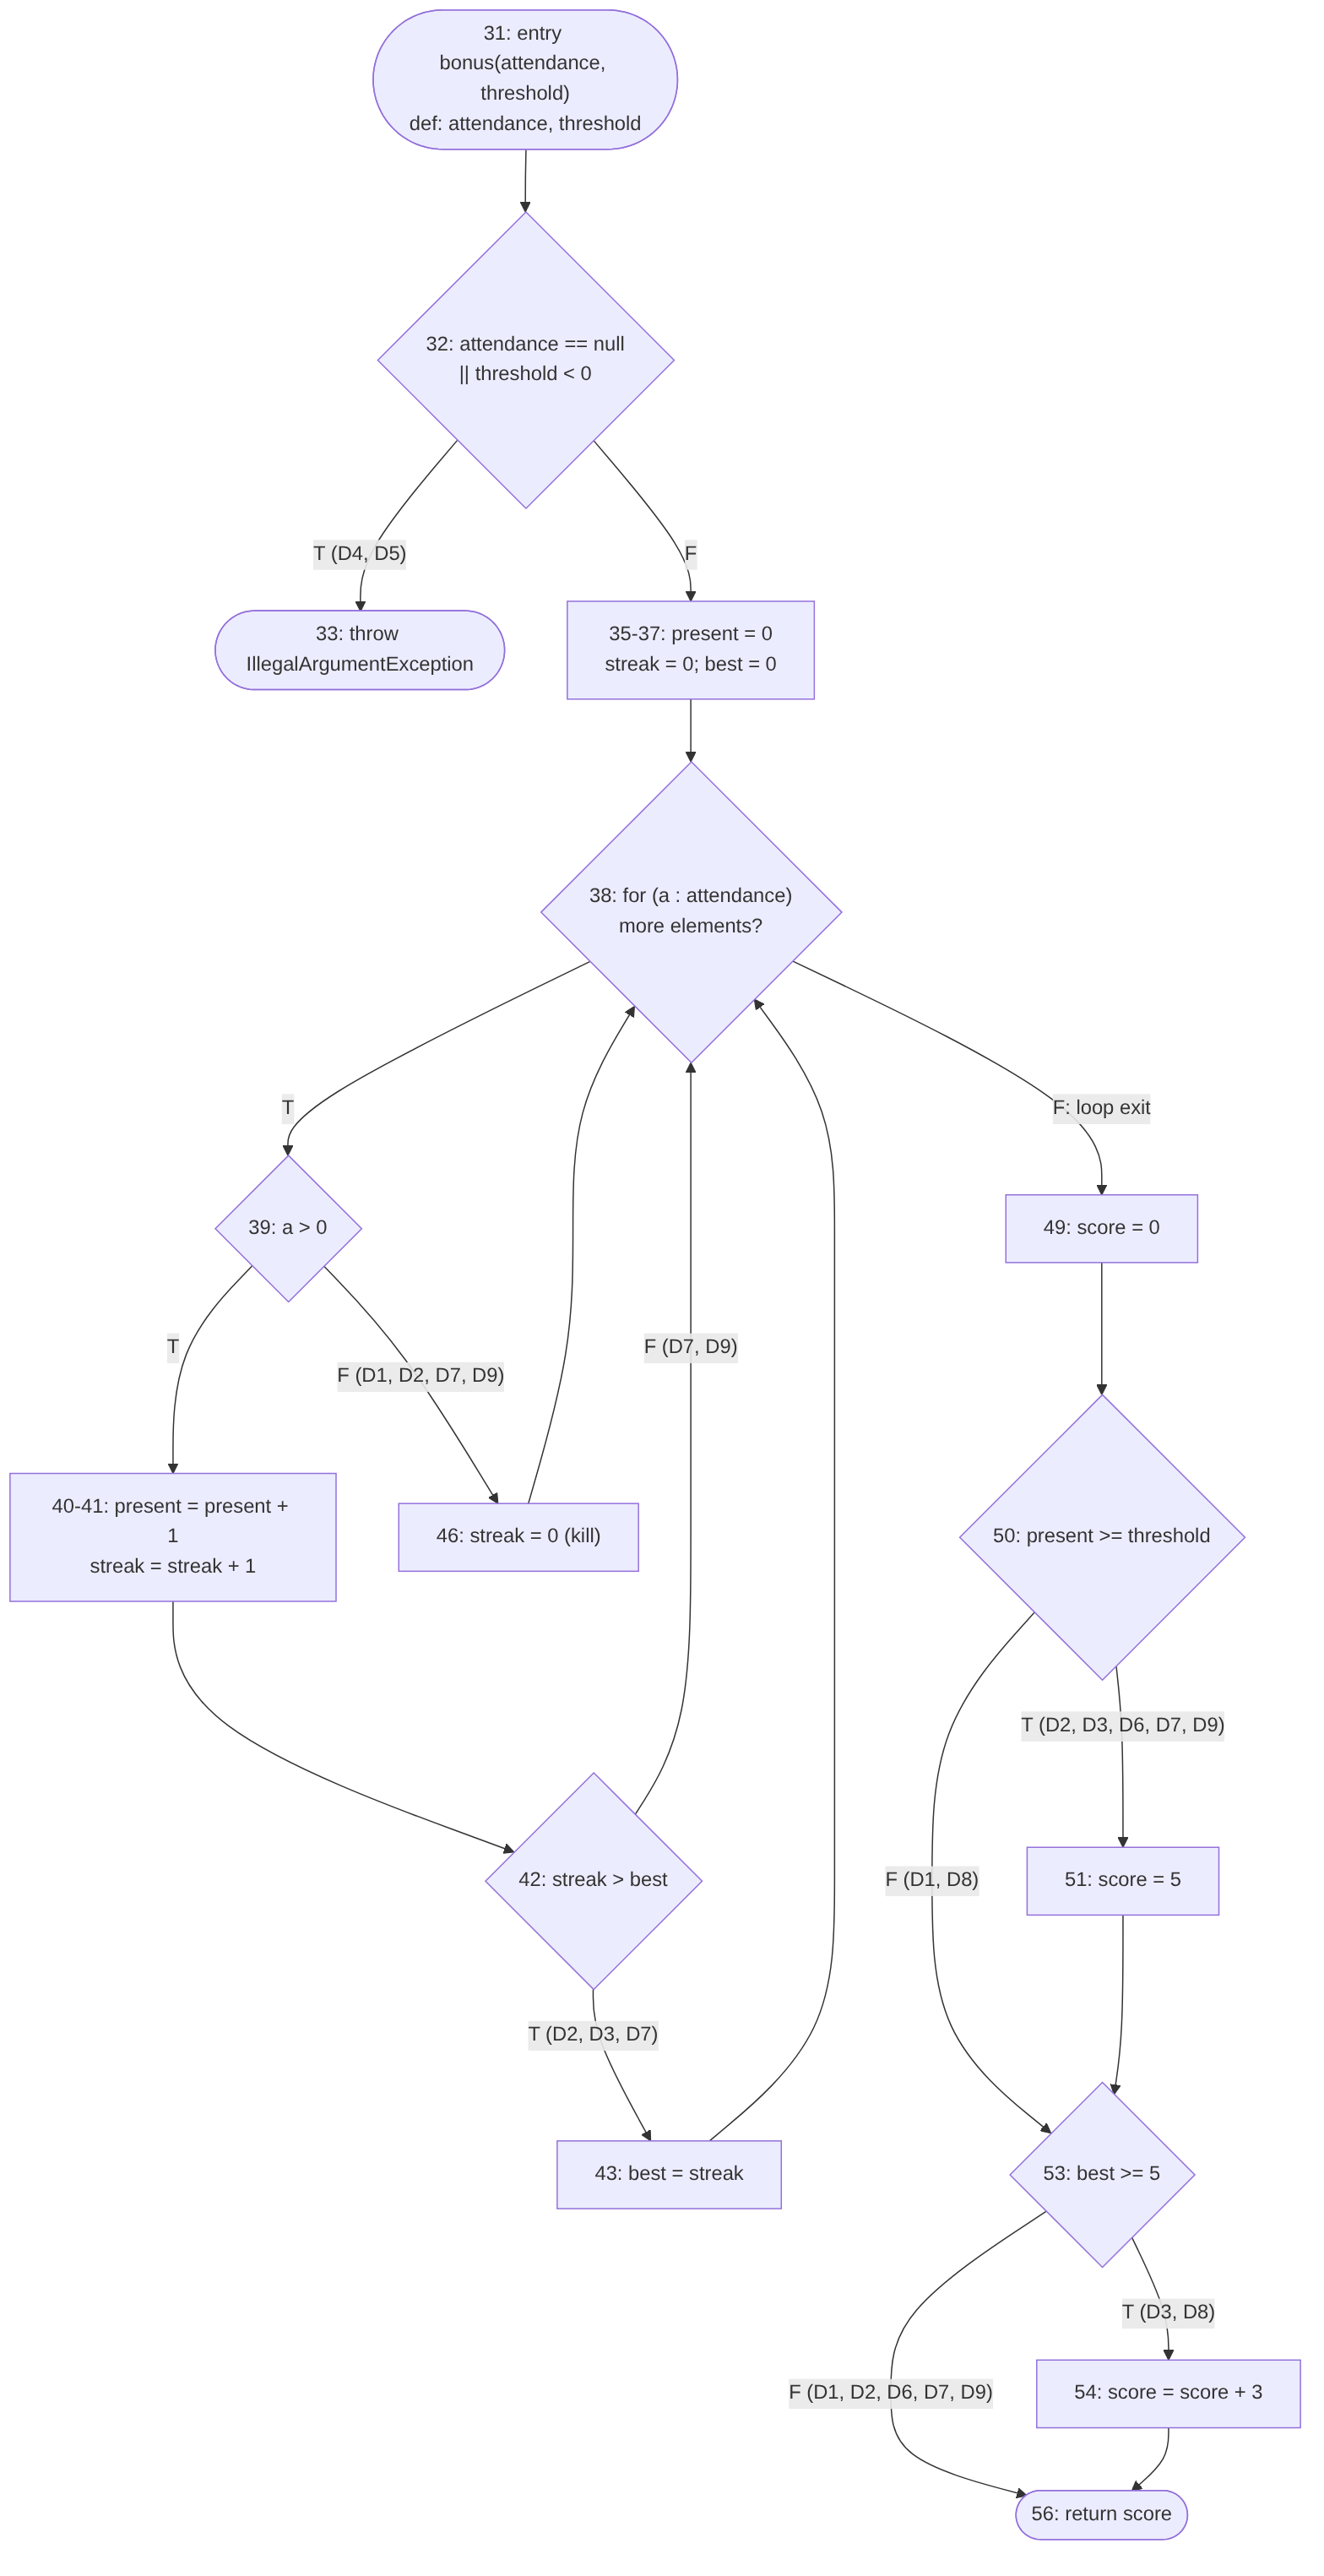 31: entry
bonus(attendance,
threshold)
def: attendance, threshold
32: attendance == null
|| threshold < 0
T (D4, D5)
F
33: throw
IllegalArgumentException
35-37: present = 0
streak = 0; best = 0
38: for (a : attendance)
more elements?
T
F: loop exit
39: a > 0
49: score = 0
T
F (D1, D2, D7, D9)
F (D7, D9)
40-41: present = present +
1
streak = streak + 1
46: streak = 0 (kill)
50: present >= threshold
T (D2, D3, D6, D7, D9)
F (D1, D8)
42: streak > best
51: score = 5
T (D2, D3, D7)
43: best = streak
53: best >= 5
T (D3, D8)
F (D1, D2, D6, D7, D9)
54: score = score + 3
56: return score